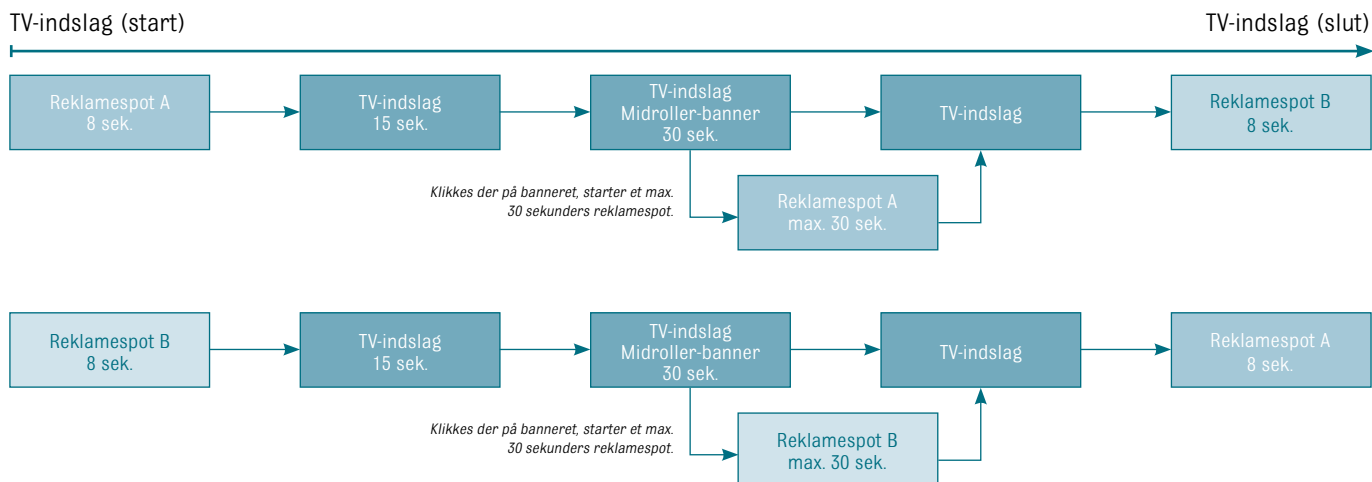 TV-indslag (start)
TV-indslag (slut)
Reklamespot A
8 sek.
TV-indslag
15 sek.
TV-indslag
Midroller-banner
30 sek.
TV-indslag
Reklamespot B
8 sek.
Klikkes der på banneret, starter et max.
30 sekunders reklamespot.
Reklamespot A
max. 30 sek.
Reklamespot B
8 sek.
TV-indslag
15 sek.
TV-indslag
Midroller-banner
30 sek.
TV-indslag
Reklamespot A
8 sek.
Klikkes der på banneret, starter et max.
30 sekunders reklamespot.
Reklamespot B
max. 30 sek.